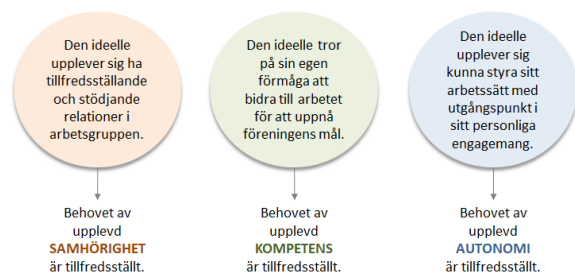 Den ideelle
upplever sig ha
tillfredsställande
och stödjande
relationer i
arbetsgruppen.
Behovet av
upplevd
SAMHÖRIGHET
är tillfredsställt.
Den ideelle tror
på sin egen
förmåga att
bidra till arbetet
för att uppnå
föreningens mål.
Behovet av
upplevd
KOMPETENS
är tillfredsställt.
Den ideelle
upplever sig
kunna styra sitt
arbetssätt med
utgångspunkt i
sitt personliga
engagemang.
Behovet av
upplevd
AUTONOMI
är tillfredsställt.